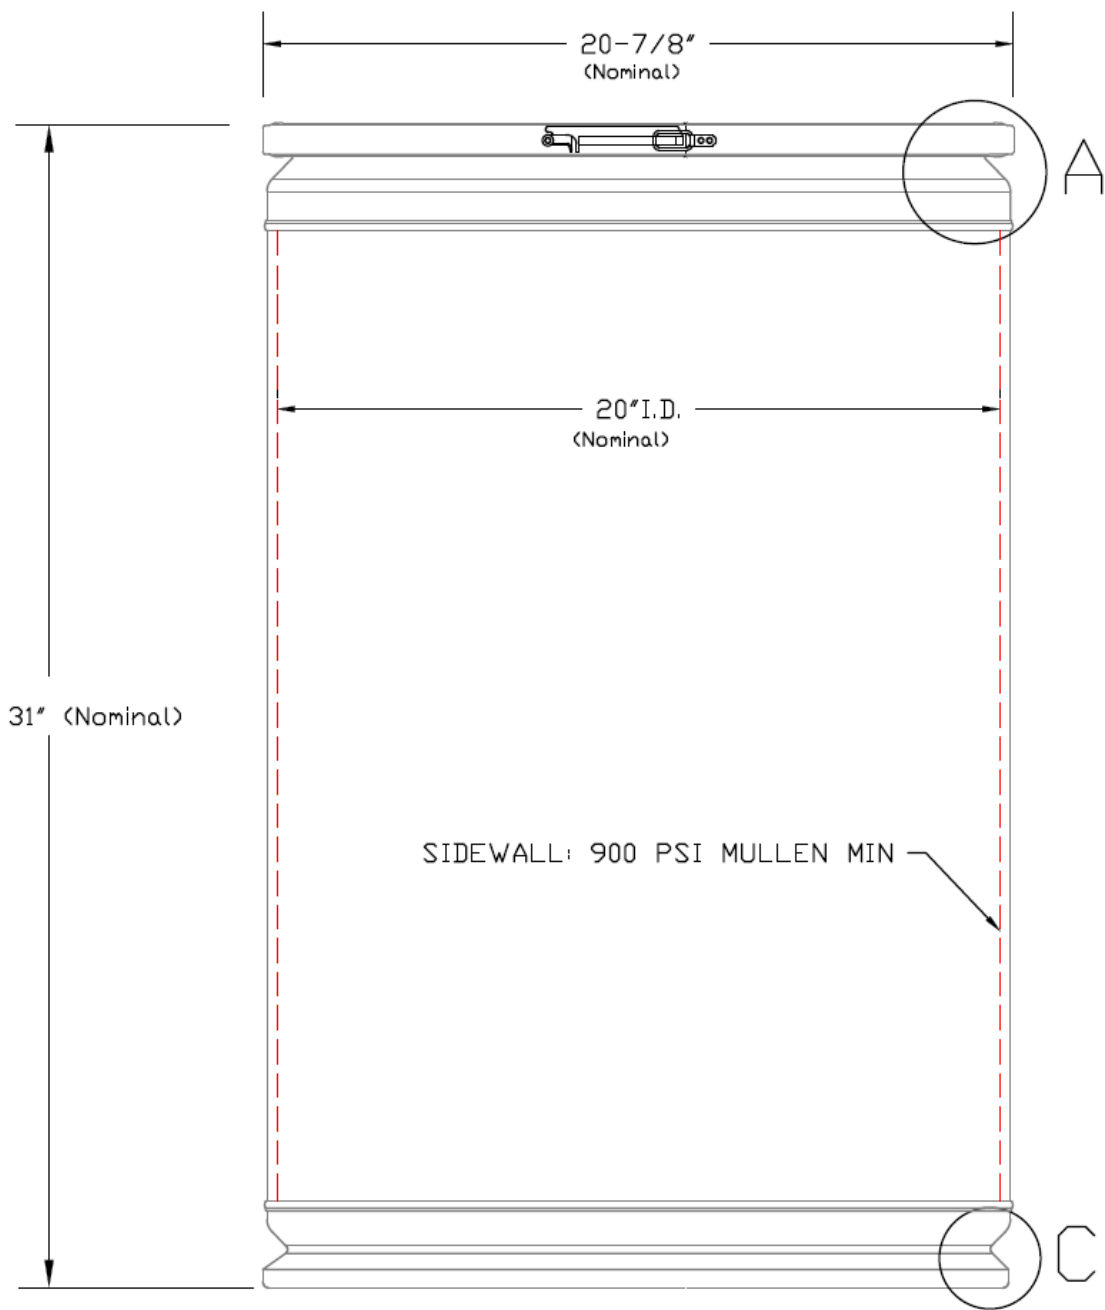 20-7/8"
(Nominal)
A
20"I.D.
(Nominal)
31" (Nominal)
SIDEWALL: 900 PSI MULLEN MIN
C